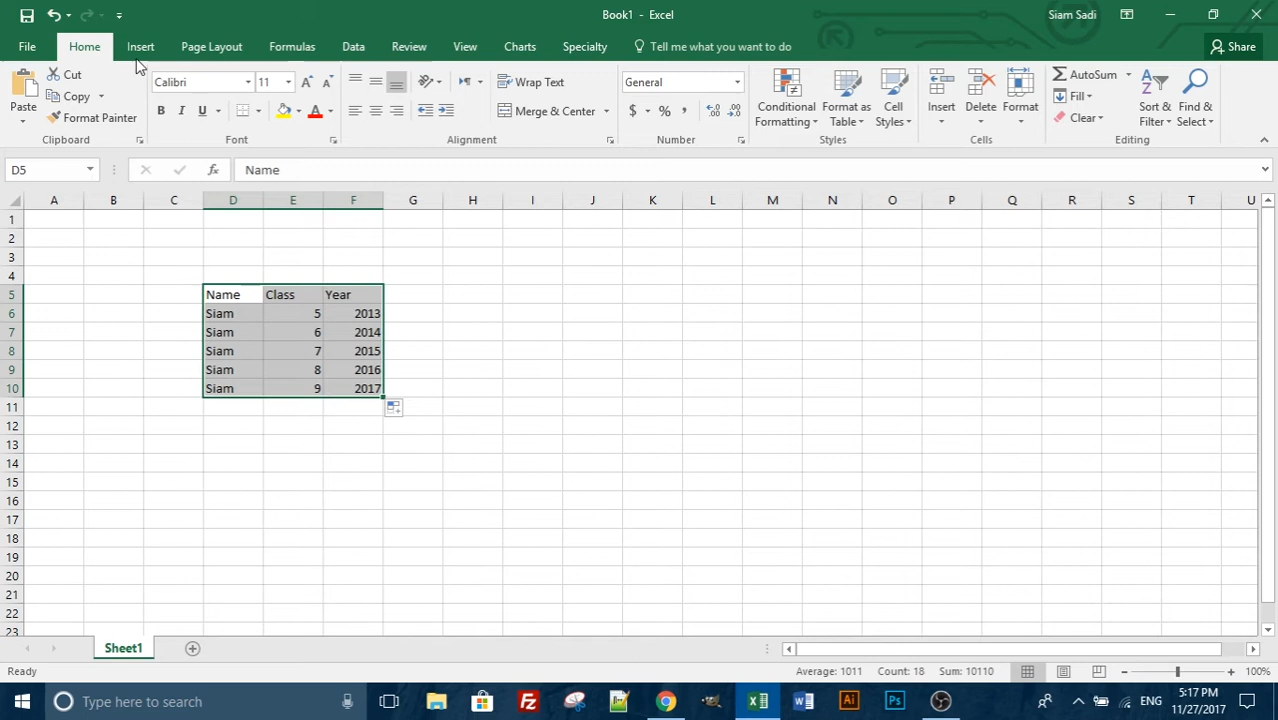 Book1 - Excel
Siam Sadi
File Home Insert Page Layout Formulas Data Review View Charts Specialty Tell me what you want to do Share
Paste
Cut
Copy
Format Painter
Clipboard
Calibri 11
B I U
A
Font
Wrap Text
Merge & Center
Alignment
General
$ % ,
Number
Conditional Formatting
Format as Table
Cell Styles
Styles
Insert
Delete
Format
Cells
AutoSum
Fill
Clear
Sort & Filter
Find & Select
Editing
D5 fx Name
A B C D E F G H I J K L M N O P Q R S T U
1
2
3
4
5 Name Class Year
6 Siam 5 2013
7 Siam 6 2014
8 Siam 7 2015
9 Siam 8 2016
10 Siam 9 2017
11
12
13
14
15
16
17
18
19
20
21
22
23
Sheet1
Ready Average: 1011 Count: 18 Sum: 10110 100%
Type here to search
ENG
5:17 PM
11/27/2017